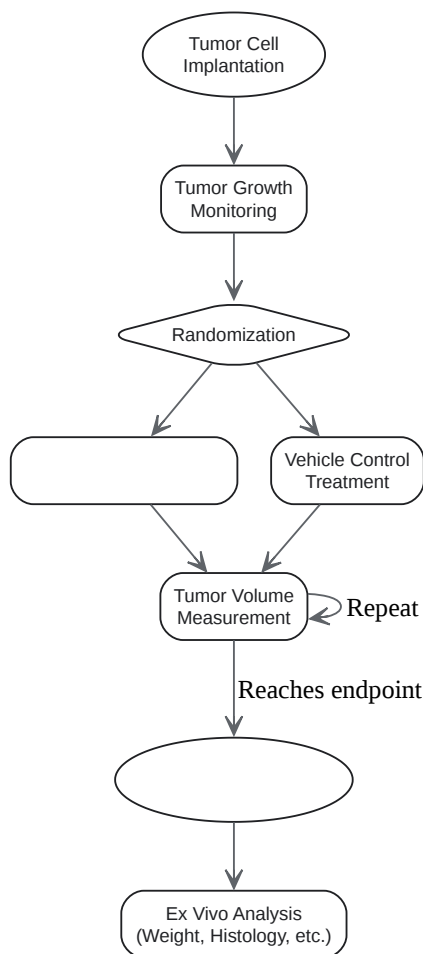 Tumor Cell
Implantation
Tumor Growth
Monitoring
Randomization
Vehicle Control
Treatment
Tumor Volume
Measurement
Repeat
Reaches endpoint
Ex Vivo Analysis
(Weight, Histology, etc.)